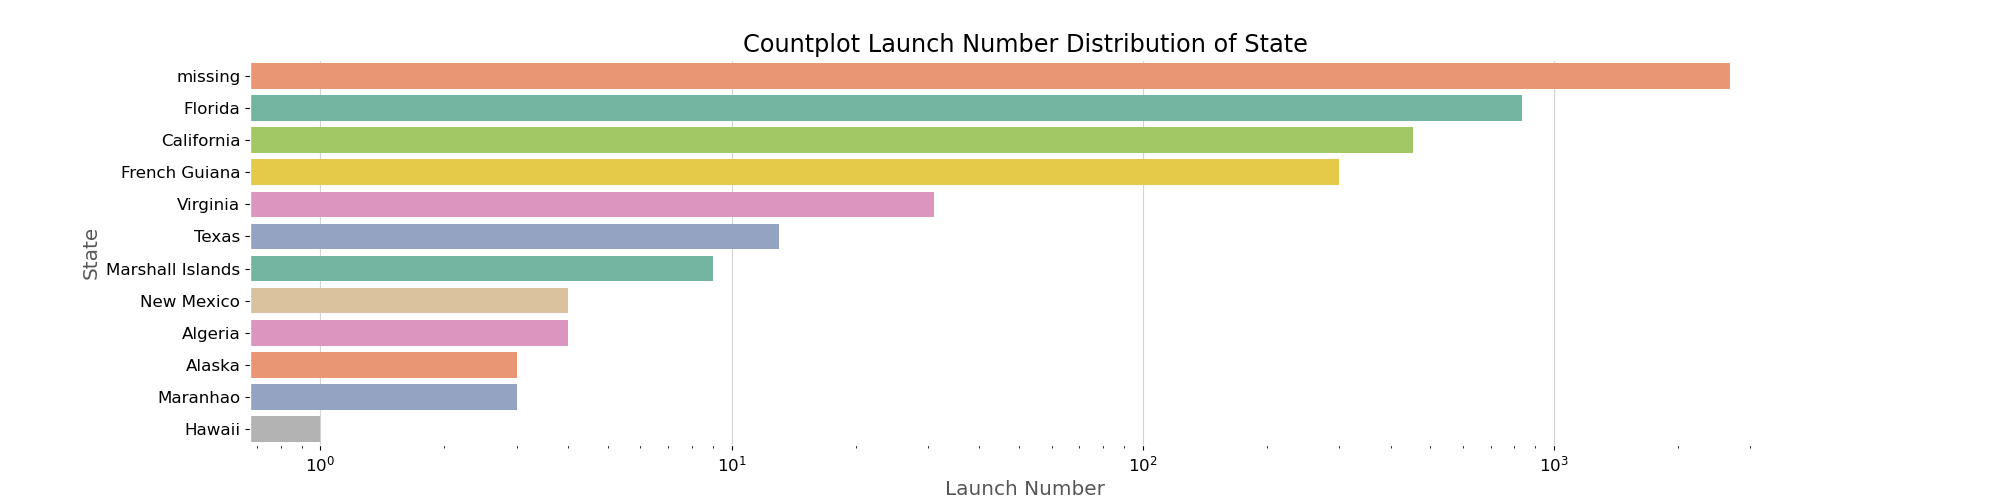 Countplot Launch Number Distribution of State
State
missing
Florida
California
French Guiana
Virginia
Texas
Marshall Islands
New Mexico
Algeria
Alaska
Maranhao
Hawaii
10⁰ 10¹ 10² 10³
Launch Number